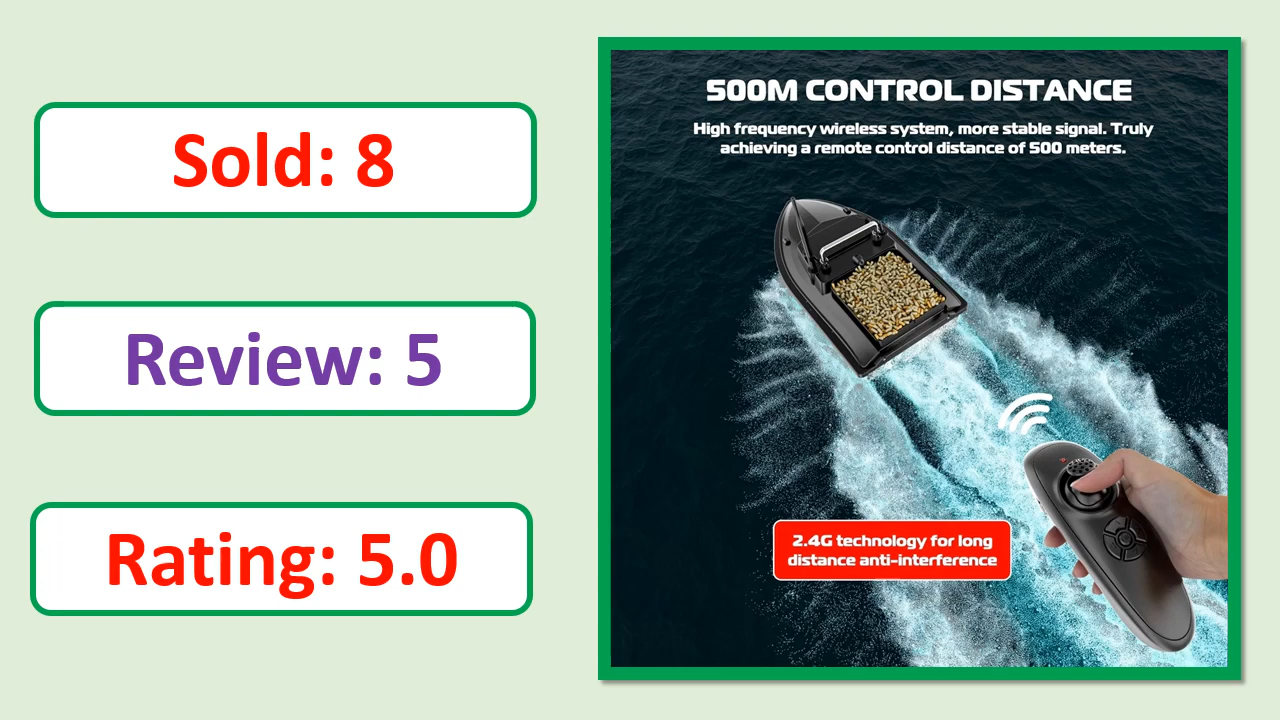 Sold: 8
Review: 5
Rating: 5.0
500M CONTROL DISTANCE
High frequency wireless system, more stable signal. Truly
achieving a remote control distance of 500 meters.
2.4G technology for long
distance anti-interference